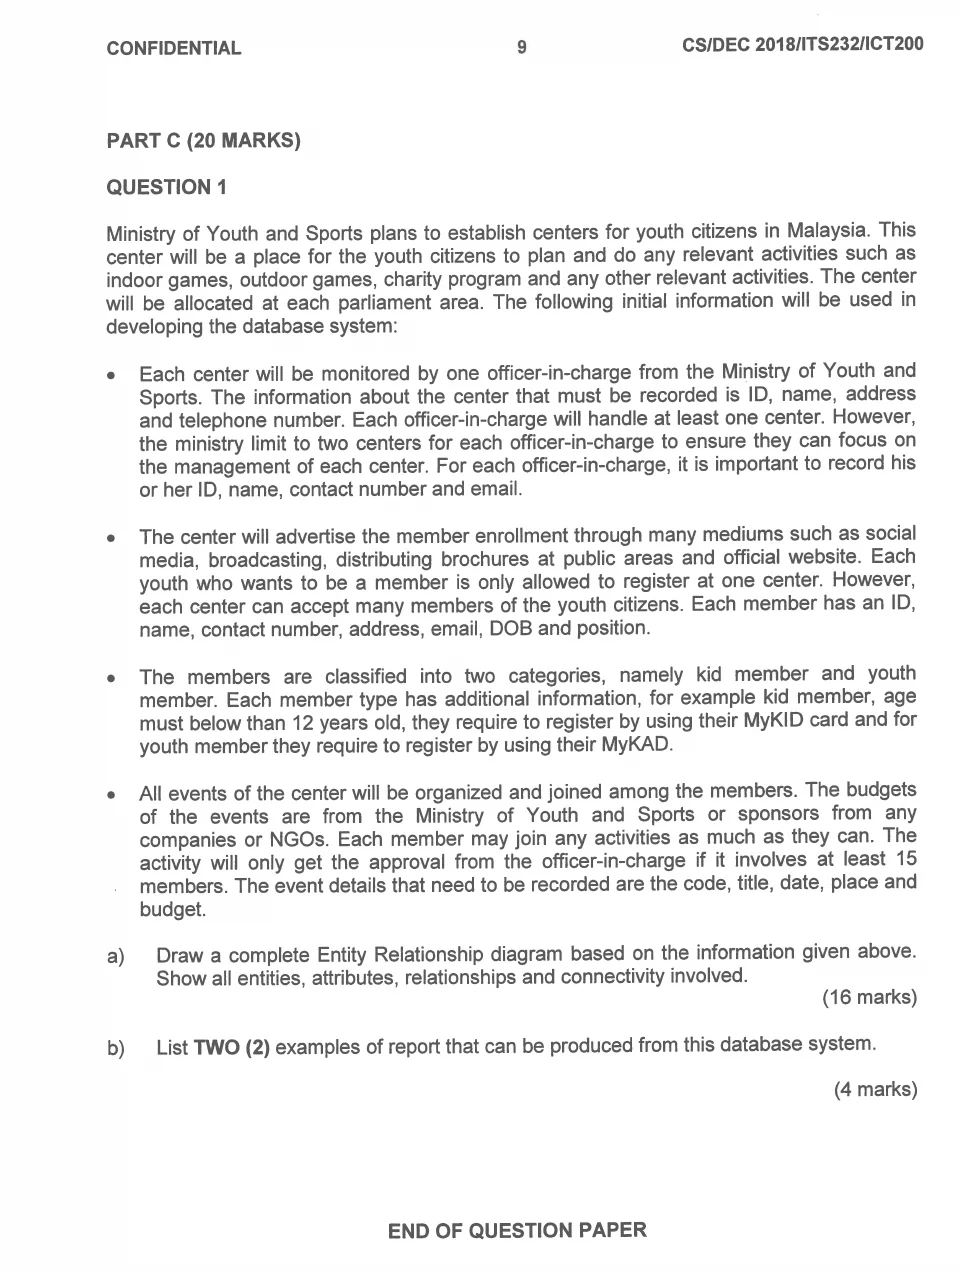 CONFIDENTIAL 9 CS/DEC 2018/ITS232/ICT200
PART C (20 MARKS)
QUESTION 1
Ministry of Youth and Sports plans to establish centers for youth citizens in Malaysia. This
center will be a place for the youth citizens to plan and do any relevant activities such as
indoor games, outdoor games, charity program and any other relevant activities. The center
will be allocated at each parliament area. The following initial information will be used in
developing the database system:
• Each center will be monitored by one officer-in-charge from the Ministry of Youth and
Sports. The information about the center that must be recorded is ID, name, address
and telephone number. Each officer-in-charge will handle at least one center. However,
the ministry limit to two centers for each officer-in-charge to ensure they can focus on
the management of each center. For each officer-in-charge, it is important to record his
or her ID, name, contact number and email.
• The center will advertise the member enrollment through many mediums such as social
media, broadcasting, distributing brochures at public areas and official website. Each
youth who wants to be a member is only allowed to register at one center. However,
each center can accept many members of the youth citizens. Each member has an ID,
name, contact number, address, email, DOB and position.
• The members are classified into two categories, namely kid member and youth
member. Each member type has additional information, for example kid member, age
must below than 12 years old, they require to register by using their MyKID card and for
youth member they require to register by using their MyKAD.
• All events of the center will be organized and joined among the members. The budgets
of the events are from the Ministry of Youth and Sports or sponsors from any
companies or NGOs. Each member may join any activities as much as they can. The
activity will only get the approval from the officer-in-charge if it involves at least 15
members. The event details that need to be recorded are the code, title, date, place and
budget.
a) Draw a complete Entity Relationship diagram based on the information given above.
Show all entities, attributes, relationships and connectivity involved.
(16 marks)
b) List TWO (2) examples of report that can be produced from this database system.
(4 marks)
END OF QUESTION PAPER